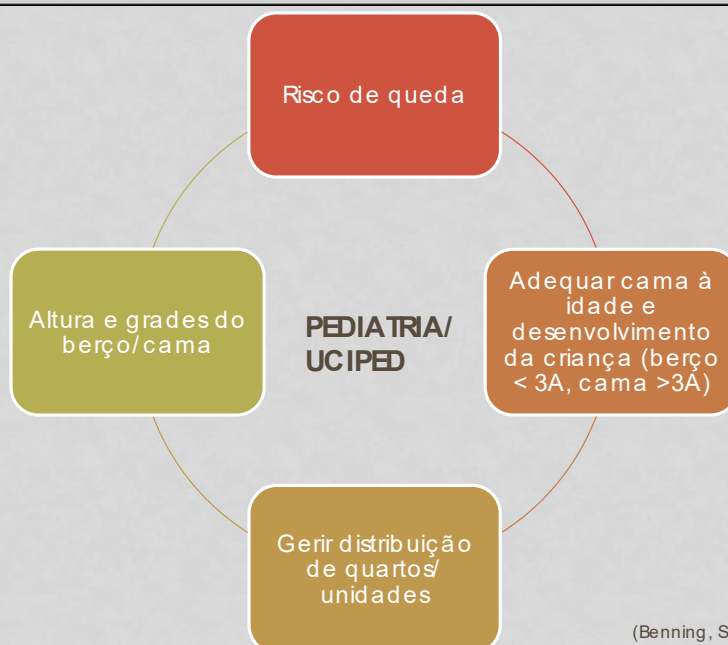 Risco de queda
Adequar cama à
idade e
desenvolvimento
da criança (berço
< 3A, cama >3A)
Gerir distribuição
de quartos/
unidades
Altura e grades do
berço/cama
PEDIATRIA/
UCIPED
(Benning, S